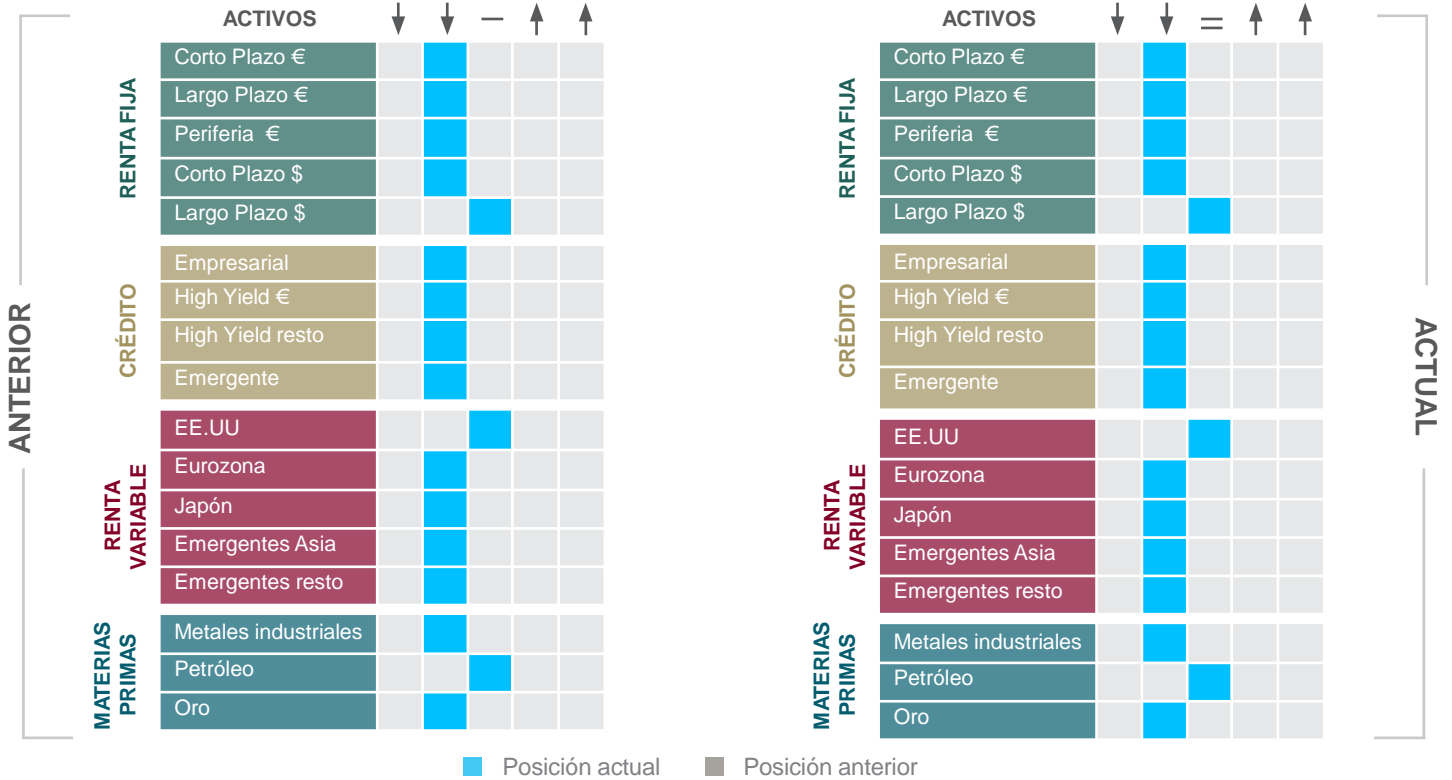 ANTERIOR
ACTIVOS
RENTA FIJA
Corto Plazo €
Largo Plazo €
Periferia €
Corto Plazo $
Largo Plazo $
CRÉDITO
Empresarial
High Yield €
High Yield resto
Emergente
RENTA
VARIABLE
EE.UU
Eurozona
Japón
Emergentes Asia
Emergentes resto
MATERIAS
PRIMAS
Metales industriales
Petróleo
Oro
ACTIVOS
RENTA FIJA
Corto Plazo €
Largo Plazo €
Periferia €
Corto Plazo $
Largo Plazo $
CRÉDITO
Empresarial
High Yield €
High Yield resto
Emergente
RENTA
VARIABLE
EE.UU
Eurozona
Japón
Emergentes Asia
Emergentes resto
MATERIAS
PRIMAS
Metales industriales
Petróleo
Oro
ACTUAL
Posición actual
Posición anterior